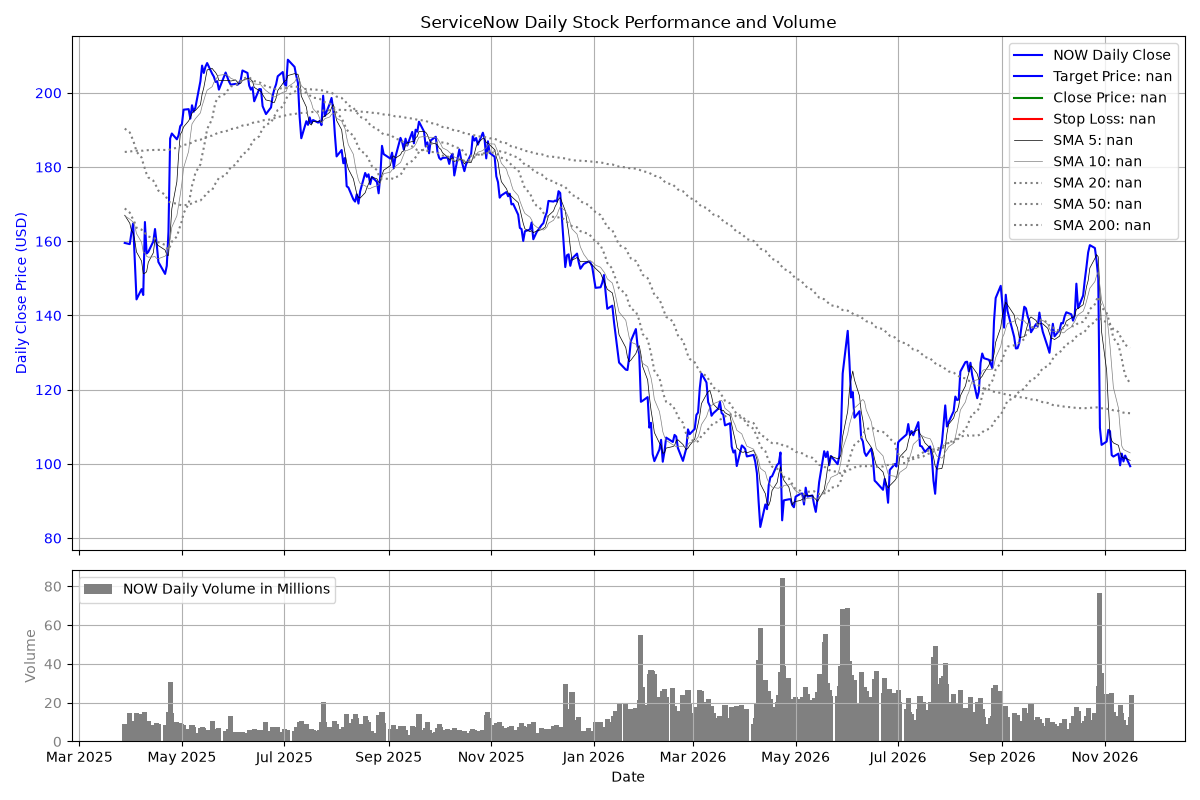 ServiceNow Daily Stock Performance and Volume
Daily Close Price (USD)
200
180
160
140
120
100
80
NOW Daily Close
Target Price: nan
Close Price: nan
Stop Loss: nan
SMA 5: nan
SMA 10: nan
SMA 20: nan
SMA 50: nan
SMA 200: nan
Volume
80
60
40
20
0
NOW Daily Volume in Millions
Mar 2025 May 2025 Jul 2025 Sep 2025 Nov 2025 Jan 2026 Mar 2026 May 2026 Jul 2026 Sep 2026 Nov 2026
Date